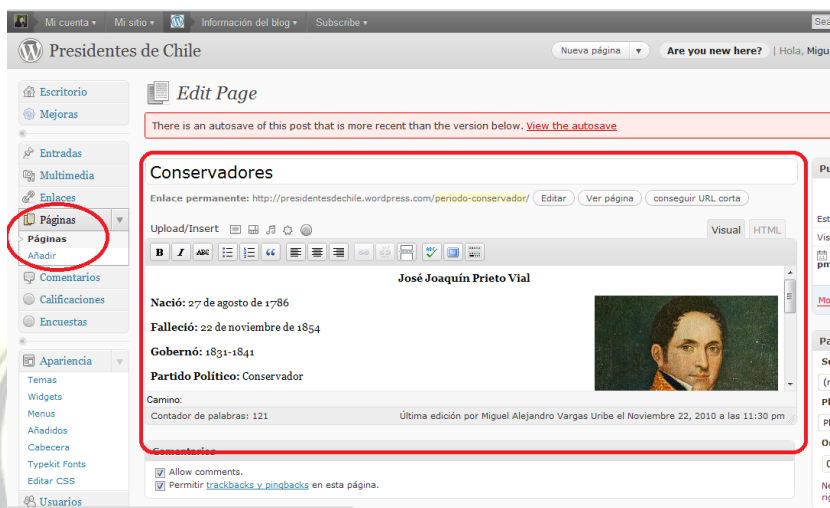 Mi cuenta ▾ Mi sitio ▾ Información del blog ▾ Subscribe ▾
Presidentes de Chile Nueva página Are you new here? | Hola,
Escritorio
Mejoras
Entradas
Multimedia
Enlaces
Páginas
Páginas
Añadir
Comentarios
Calificaciones
Encuestas
Apariencia
Temas
Widgets
Menus
Añadidos
Cabecera
Typekit Fonts
Editar CSS
Usuarios
Edit Page
There is an autosave of this post that is more recent than the version below. View the autosave
Conservadores
Enlace permanente: http://presidentesdechile.wordpress.com/periodo-conservador/ Editar Ver página conseguir URL corta
Upload/Insert Visual HTML
B I ABC
José Joaquín Prieto Vial
Nació: 27 de agosto de 1786
Falleció: 22 de noviembre de 1854
Gobernó: 1831-1841
Partido Político: Conservador
Camino:
Contador de palabras: 121 Última edición por Miguel Alejandro Vargas Uribe el Noviembre 22, 2010 a las 11:30 pm
Comentarios
Allow comments.
Permitir trackbacks y pingbacks en esta página.